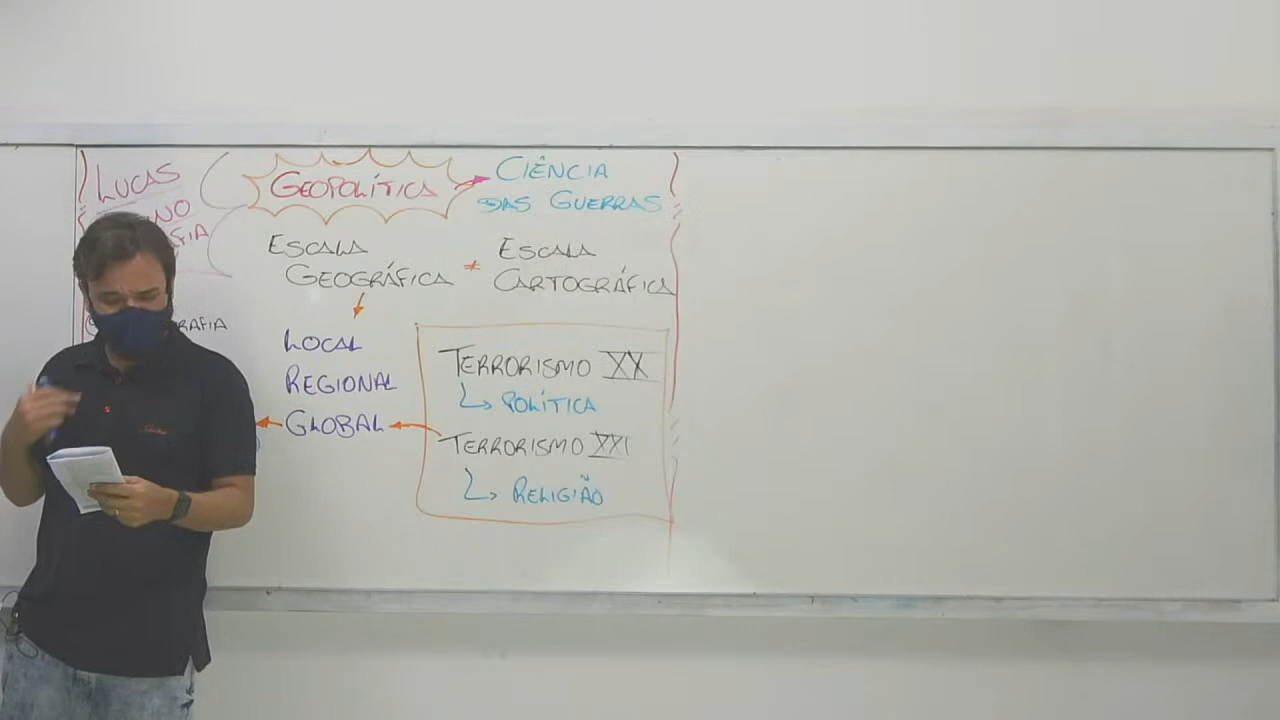 LUCAS
GEOPOLÍTICA
CIÊNCIA
DAS GUERRAS
ESCALA
GEOGRÁFICA ≠
ESCALA
CARTOGRÁFICA
LOCAL
REGIONAL
GLOBAL
TERRORISMO XX
POLÍTICA
TERRORISMO XXI
RELIGIÃO